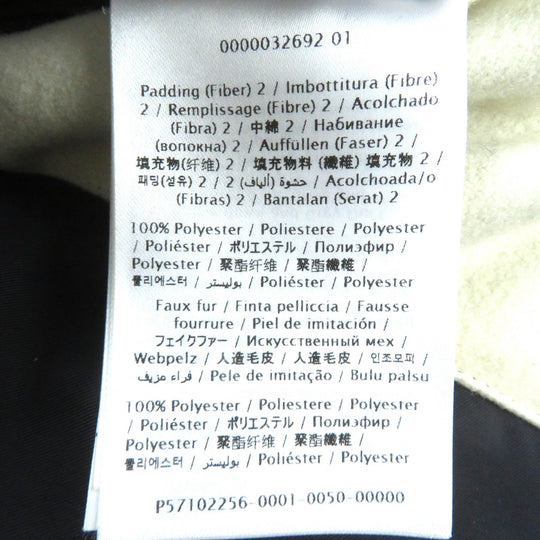 0000032692 01
Padding (Fiber) 2 / Imbottitura (Fibre)
2 / Remplissage (Fibre) 2 / Acolchado
(Fibra) 2 / 中綿 2 / Набивание
(волокна) 2 / Auffüllen (Faser) 2 /
填充物(纤维) 2 / 填充物料 (纖維) 填充物 2 /
패딩(섬유) 2 / 2 حشوة (ألياف) / Acolchoada/o
(Fibras) 2 / Bantalan (Serat) 2
100% Polyester / Poliestere / Polyester
/ Poliéster / ポリエステル / Полиэфир /
Polyester / 聚酯纤维 / 聚酯纖維 /
폴리에스터 / بوليستر / Poliéster / Polyester
Faux fur / Finta pelliccia / Fausse
fourrure / Piel de imitación /
フェイクファー / Искусственный мех /
Webpelz / 人造毛皮 / 人造毛皮 / 인조모피 /
فراء مزيف / Pele de imitação / Bulu palsu
100% Polyester / Poliestere / Polyester
/ Poliéster / ポリエステル / Полиэфир /
Polyester / 聚酯纤维 / 聚酯纖維 /
폴리에스터 / بوليستر / Poliéster / Polyester
P57102256-0001-0050-00000